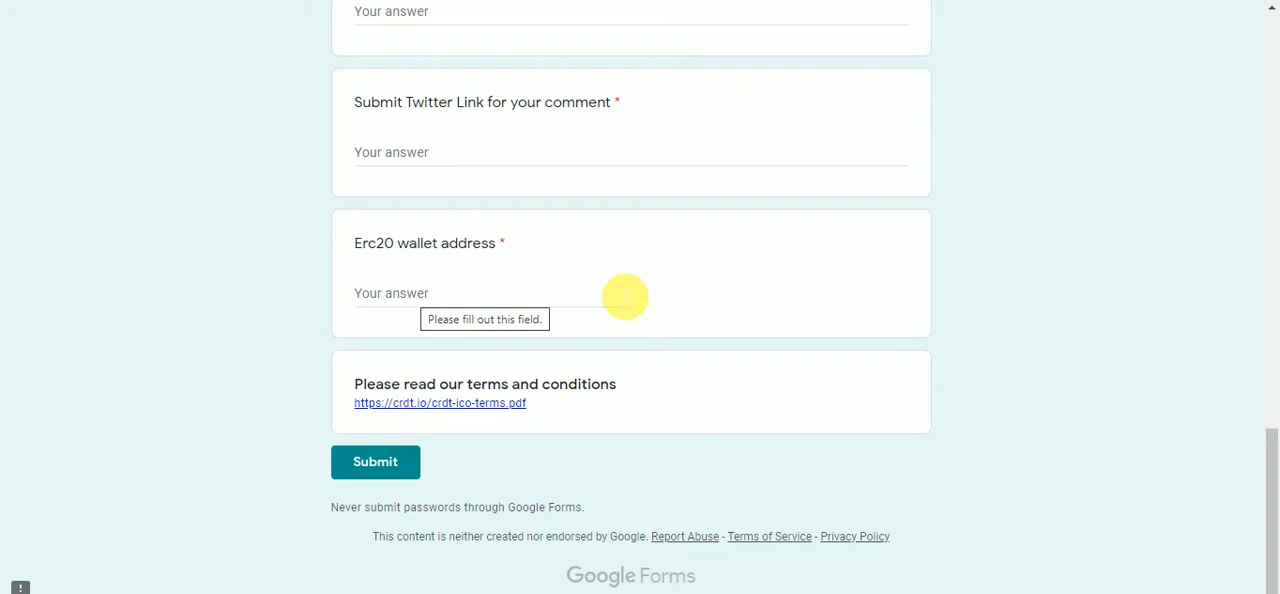 Your answer
Submit Twitter Link for your comment *
Your answer
Erc20 wallet address *
Your answer
Please fill out this field.
Please read our terms and conditions
https://crdt.io/crdt-ico-terms.pdf
Submit
Never submit passwords through Google Forms.
This content is neither created nor endorsed by Google. Report Abuse - Terms of Service - Privacy Policy
Google Forms